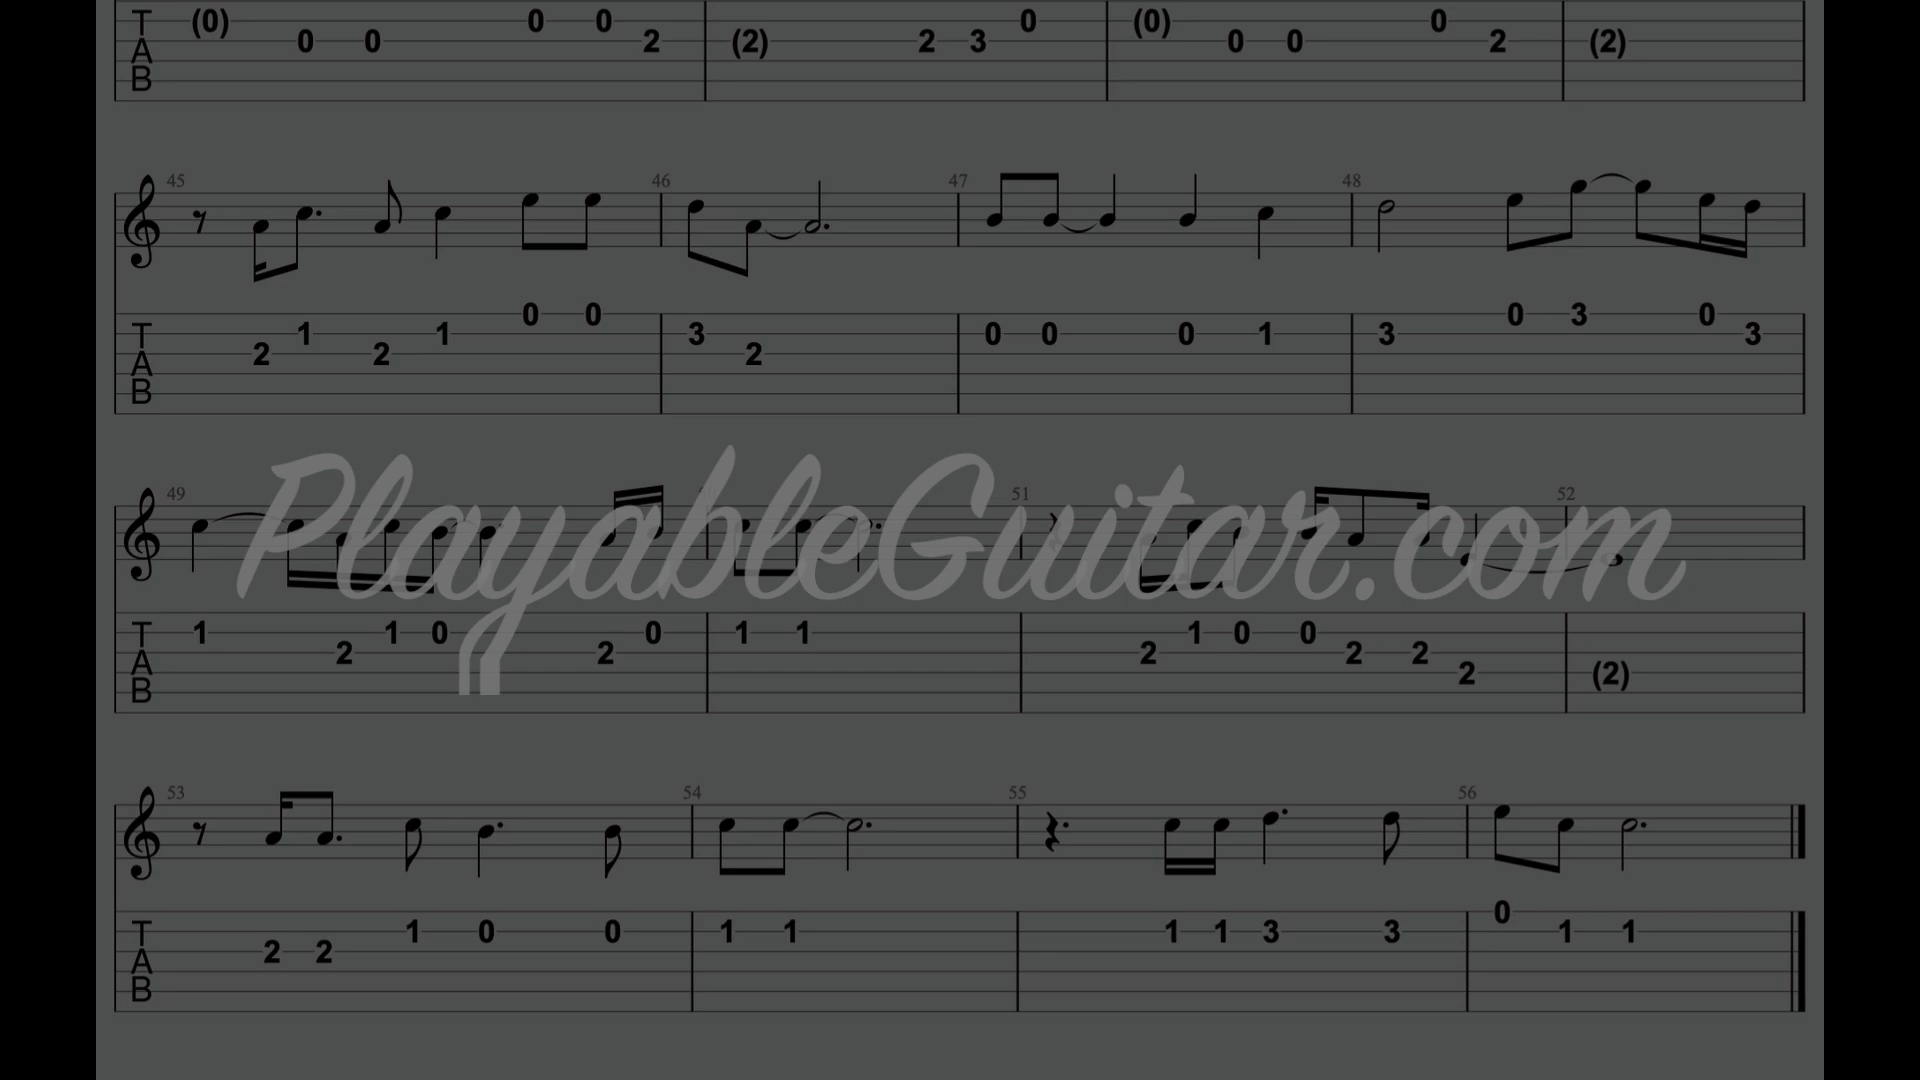 T A B (0) 0 0 0 0 2 (2) 2 3 0 (0) 0 0 0 2 (2)
45 46 47 48
T A B 2 1 2 1 0 0 3 2 0 0 0 1 3 0 3 0 3
49 51 52
PlayableGuitar.com
T A B 1 2 1 0 2 0 1 1 2 1 0 0 2 2 2 (2)
53 54 55 56
T A B 2 2 1 0 0 1 1 1 1 3 3 0 1 1